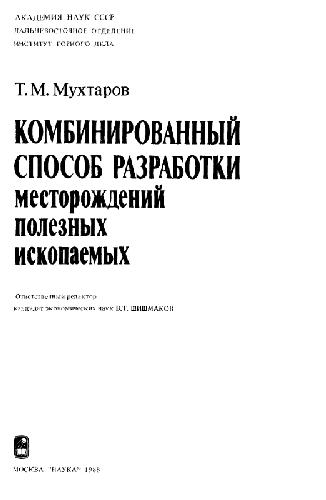 АКАДЕМИЯ НАУК СССР
ДАЛЬНЕВОСТОЧНОЕ ОТДЕЛЕНИЕ
ИНСТИТУТ ГОРНОГО ДЕЛА
Т. М. Мухтаров
КОМБИНИРОВАННЫЙ
СПОСОБ РАЗРАБОТКИ
месторождений
полезных
ископаемых
Ответственный редактор
кандидат экономических наук В.Г. ШИШМАКОВ
МОСКВА "НАУКА" 1988